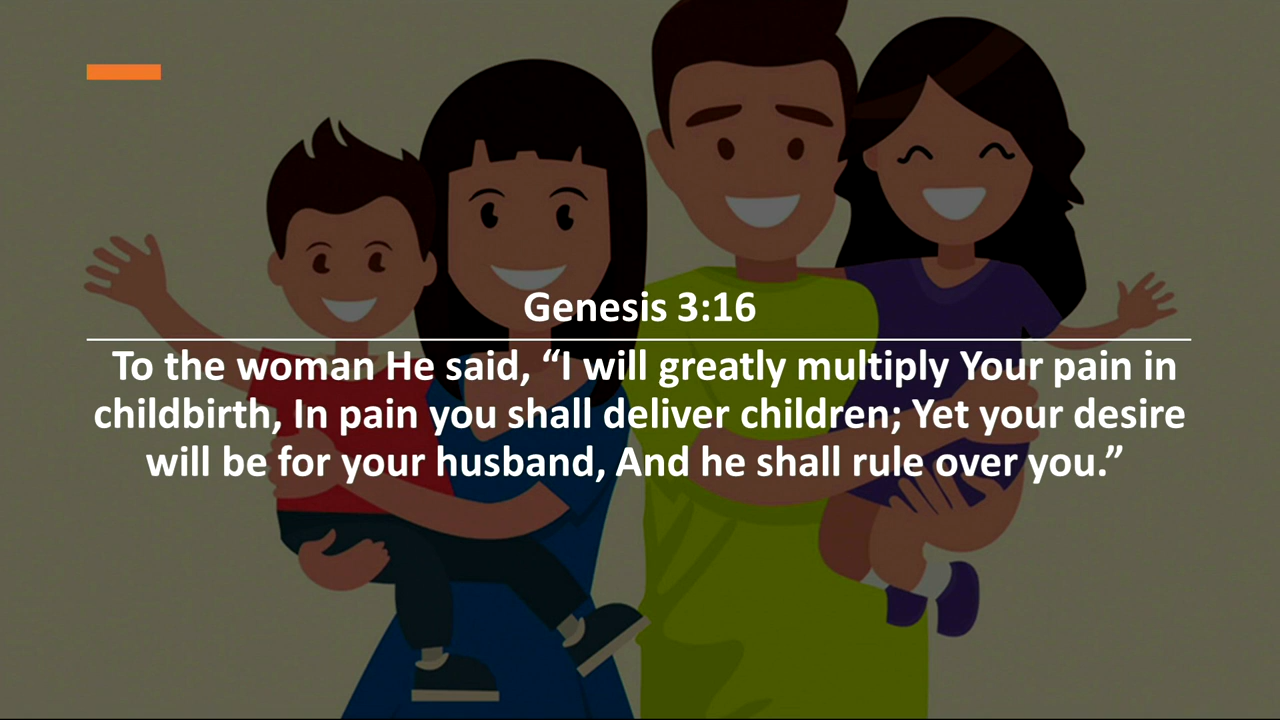 Genesis 3:16
To the woman He said, “I will greatly multiply Your pain in
childbirth, In pain you shall deliver children; Yet your desire
will be for your husband, And he shall rule over you.”